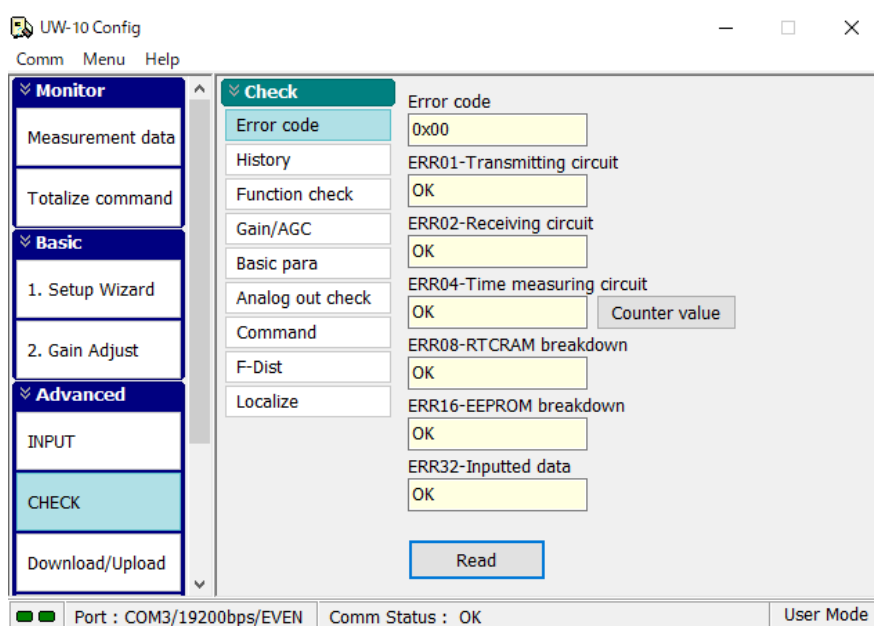 UW-10 Config
Comm Menu Help
Monitor
Measurement data
Totalize command
Basic
1. Setup Wizard
2. Gain Adjust
Advanced
INPUT
CHECK
Download/Upload
Check
Error code
History
Function check
Gain/AGC
Basic para
Analog out check
Command
F-Dist
Localize
Error code
0x00
ERR01-Transmitting circuit
OK
ERR02-Receiving circuit
OK
ERR04-Time measuring circuit
OK Counter value
ERR08-RTCRAM breakdown
OK
ERR16-EEPROM breakdown
OK
ERR32-Inputted data
OK
Read
Port : COM3/19200bps/EVEN Comm Status : OK User Mode